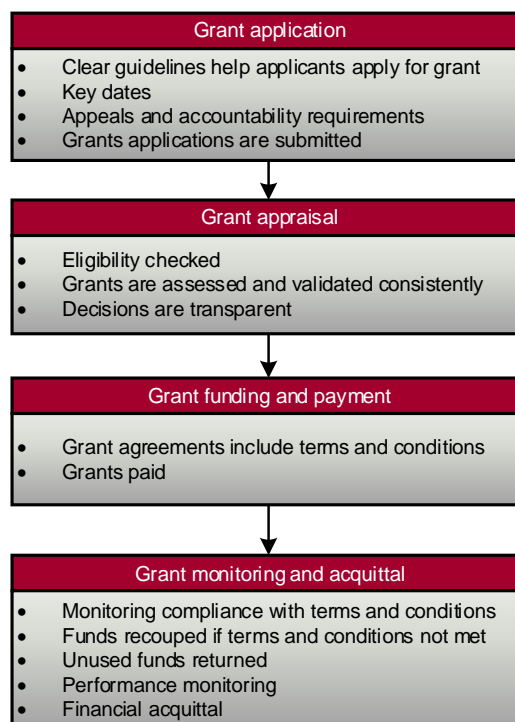 Grant application
• Clear guidelines help applicants apply for grant
• Key dates
• Appeals and accountability requirements
• Grants applications are submitted
Grant appraisal
• Eligibility checked
• Grants are assessed and validated consistently
• Decisions are transparent
Grant funding and payment
• Grant agreements include terms and conditions
• Grants paid
Grant monitoring and acquittal
• Monitoring compliance with terms and conditions
• Funds recouped if terms and conditions not met
• Unused funds returned
• Performance monitoring
• Financial acquittal